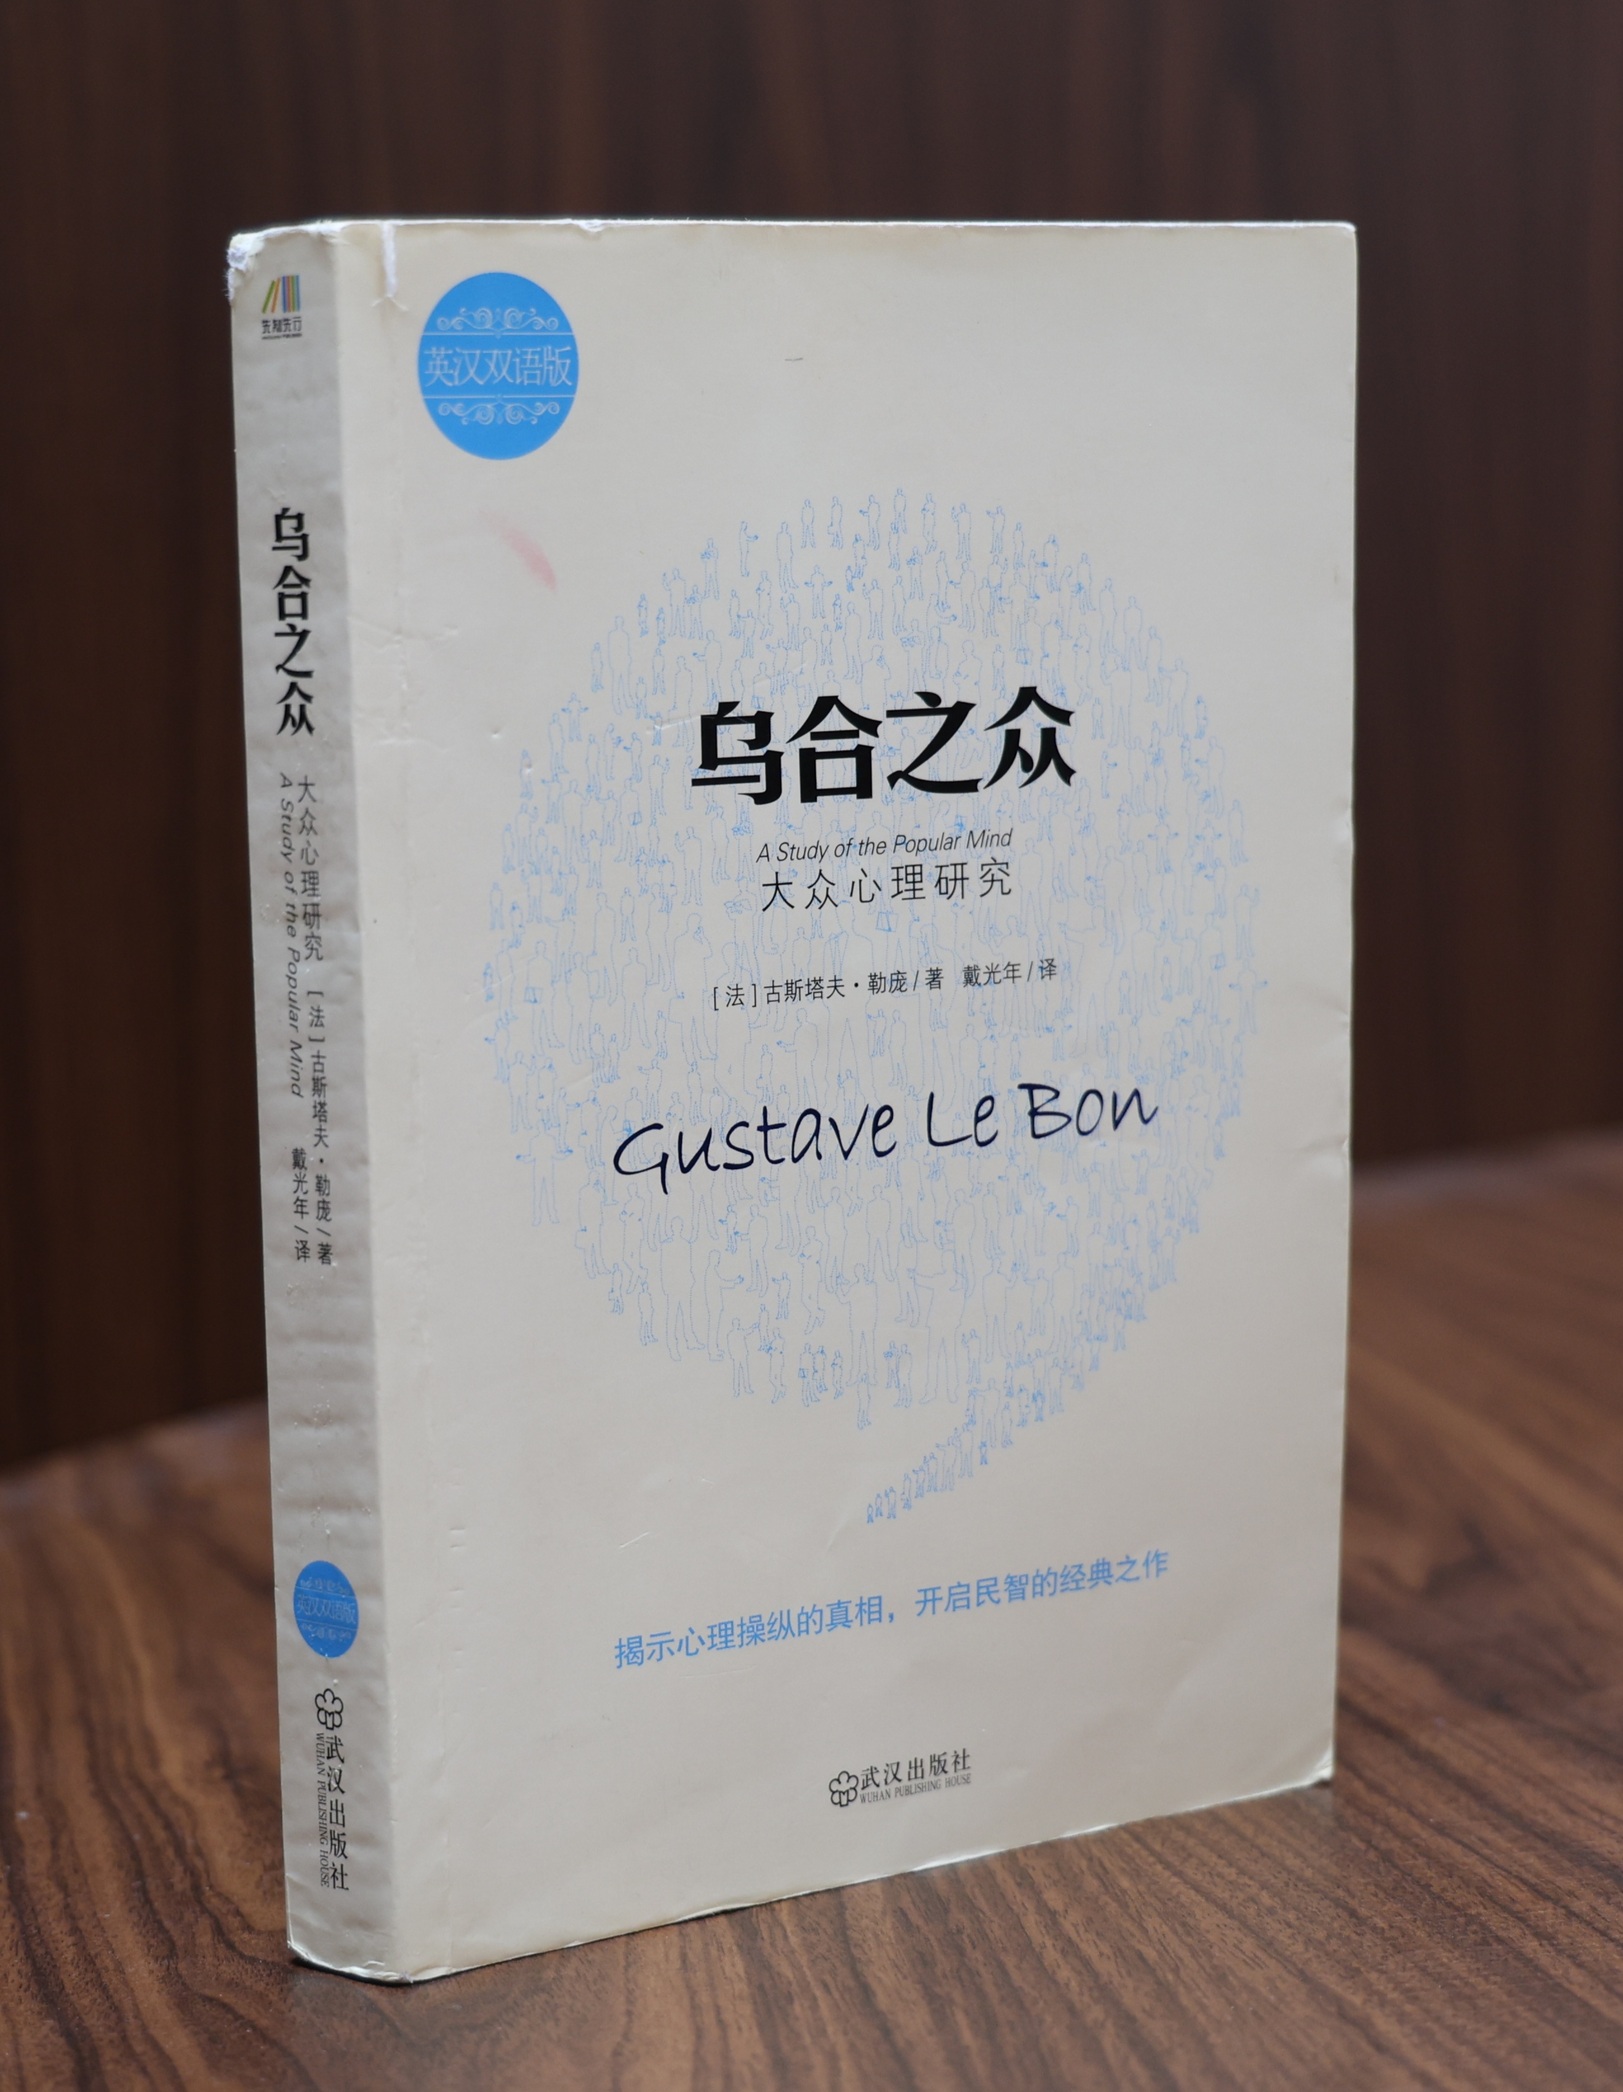 先知先行
乌合之众
大众心理研究 [法]古斯塔夫·勒庞/著
A Study of the Popular Mind 戴光年/译
英汉双语版
武汉出版社
WUHAN PUBLISHING HOUSE
英汉双语版
乌合之众
A Study of the Popular Mind
大众心理研究
[法]古斯塔夫·勒庞/著 戴光年/译
Gustave Le Bon
揭示心理操纵的真相，开启民智的经典之作
武汉出版社
WUHAN PUBLISHING HOUSE